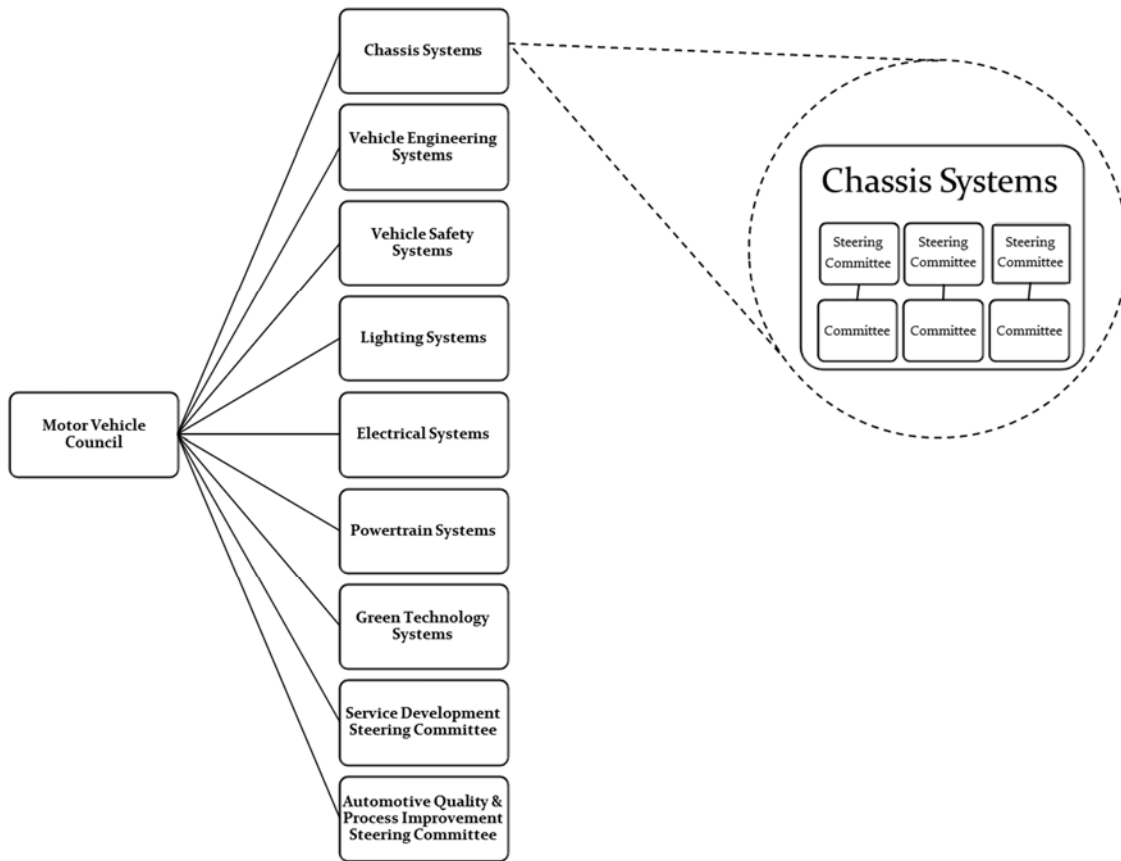 Chassis Systems
Vehicle Engineering
Systems
Vehicle Safety
Systems
Lighting Systems
Motor Vehicle
Council
Electrical Systems
Powertrain Systems
Green Technology
Systems
Service Development
Steering Committee
Automotive Quality &
Process Improvement
Steering Committee
Chassis Systems
Steering
Committee
Steering
Committee
Steering
Committee
Committee
Committee
Committee